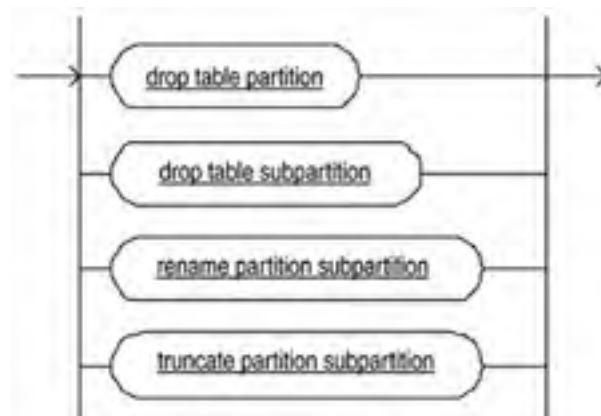 drop table partition
drop table subpartition
rename partition subpartition
truncate partition subpartition